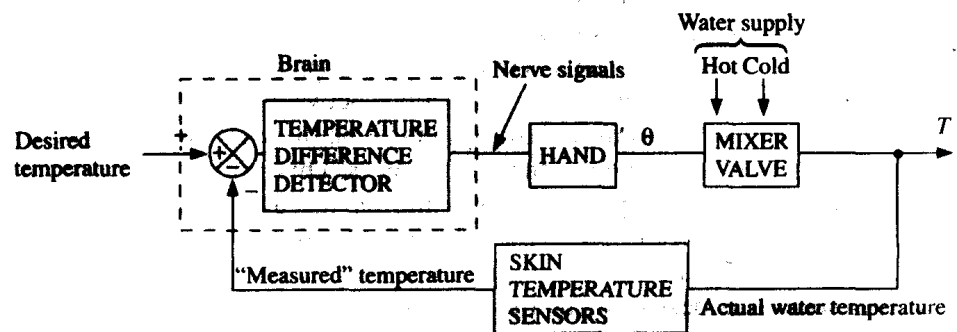 Water supply
Brain
Nerve signals
Hot Cold
Desired
temperature
+
+
−
−
TEMPERATURE
DIFFERENCE
DETECTOR
HAND
θ
MIXER
VALVE
T
"Measured" temperature
SKIN
TEMPERATURE
SENSORS
Actual water temperature